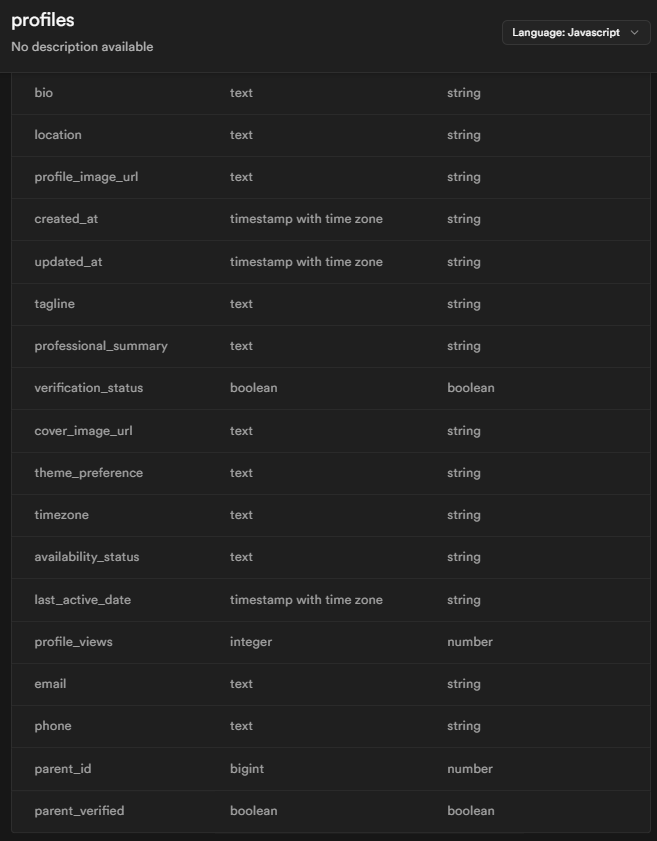 profiles
No description available
Language: Javascript
bio text string
location text string
profile_image_url text string
created_at timestamp with time zone string
updated_at timestamp with time zone string
tagline text string
professional_summary text string
verification_status boolean boolean
cover_image_url text string
theme_preference text string
timezone text string
availability_status text string
last_active_date timestamp with time zone string
profile_views integer number
email text string
phone text string
parent_id bigint number
parent_verified boolean boolean